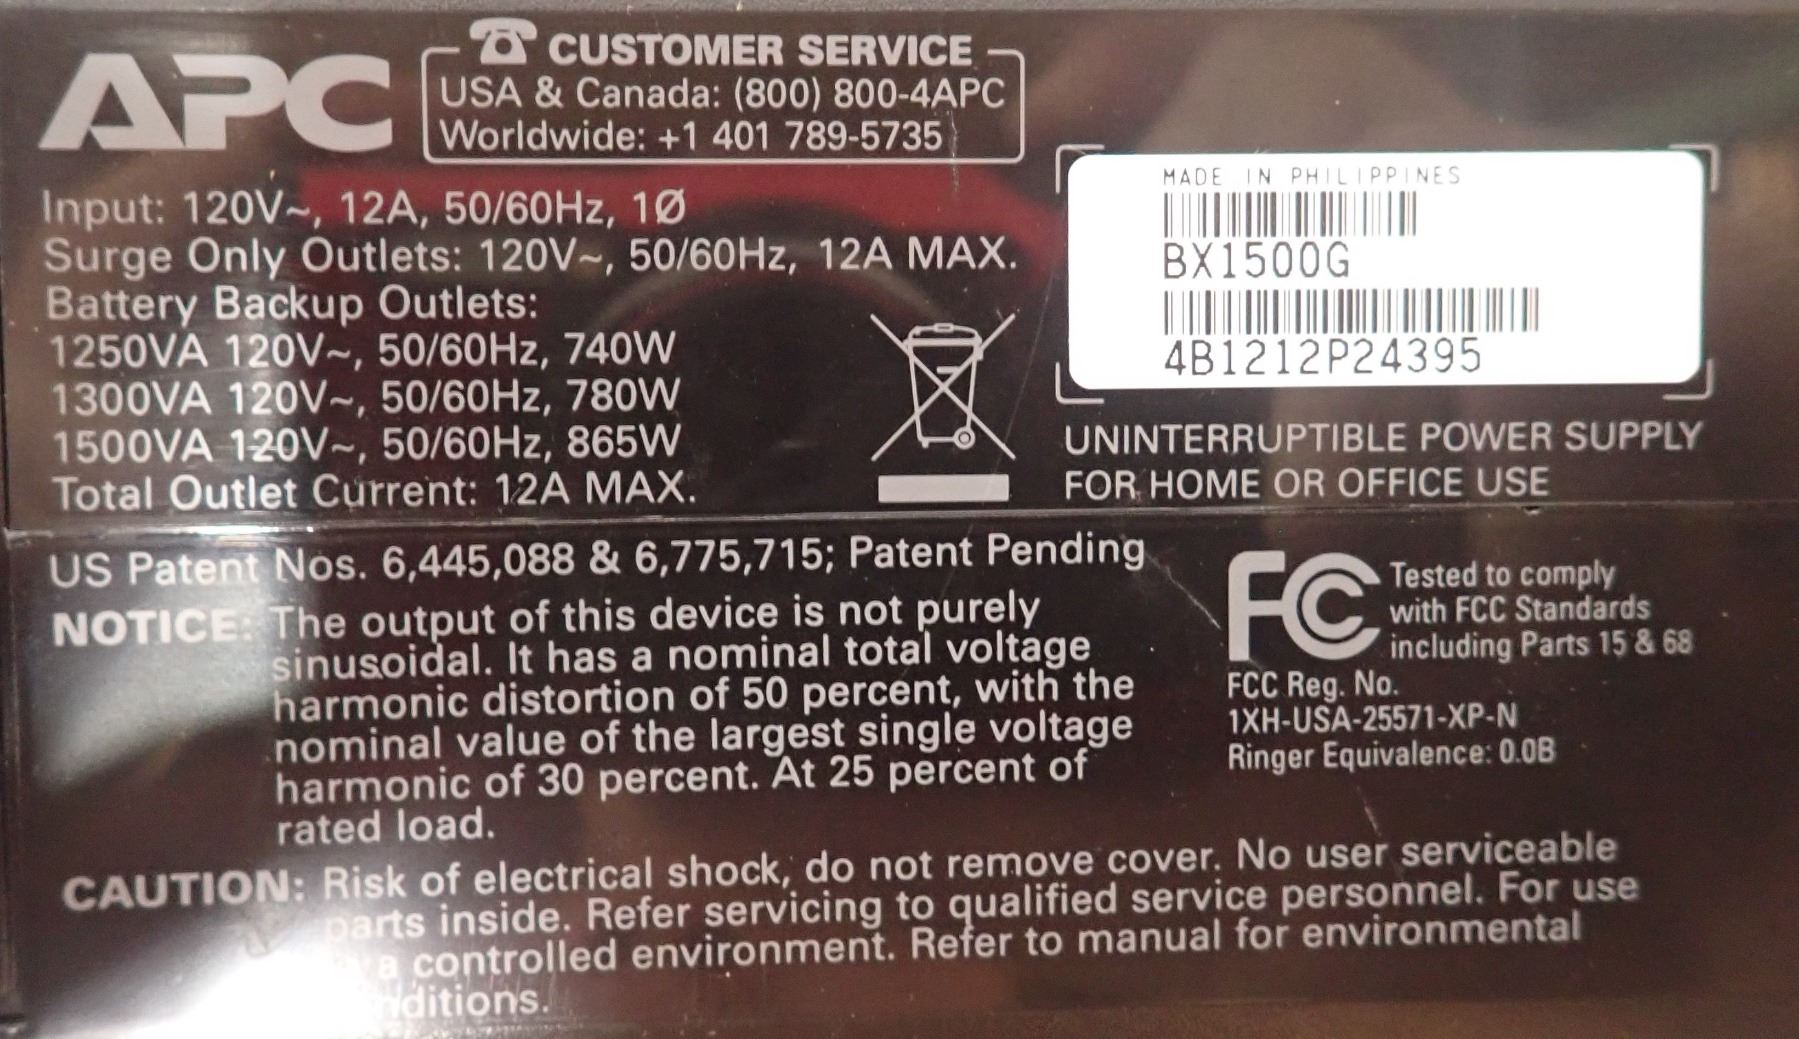 APC
CUSTOMER SERVICE
USA & Canada: (800) 800-4APC
Worldwide: +1 401 789-5735
Input: 120V~, 12A, 50/60Hz, 1Ø
Surge Only Outlets: 120V~, 50/60Hz, 12A MAX.
Battery Backup Outlets:
1250VA 120V~, 50/60Hz, 740W
1300VA 120V~, 50/60Hz, 780W
1500VA 120V~, 50/60Hz, 865W
Total Outlet Current: 12A MAX.
MADE IN PHILIPPINES
BX1500G
4B1212P24395
UNINTERRUPTIBLE POWER SUPPLY
FOR HOME OR OFFICE USE
US Patent Nos. 6,445,088 & 6,775,715; Patent Pending
NOTICE: The output of this device is not purely
sinusoidal. It has a nominal total voltage
harmonic distortion of 50 percent, with the
nominal value of the largest single voltage
harmonic of 30 percent. At 25 percent of
rated load.
FC Tested to comply
with FCC Standards
including Parts 15 & 68
FCC Reg. No.
1XH-USA-25571-XP-N
Ringer Equivalence: 0.0B
CAUTION: Risk of electrical shock, do not remove cover. No user serviceable
parts inside. Refer servicing to qualified service personnel. For use
a controlled environment. Refer to manual for environmental